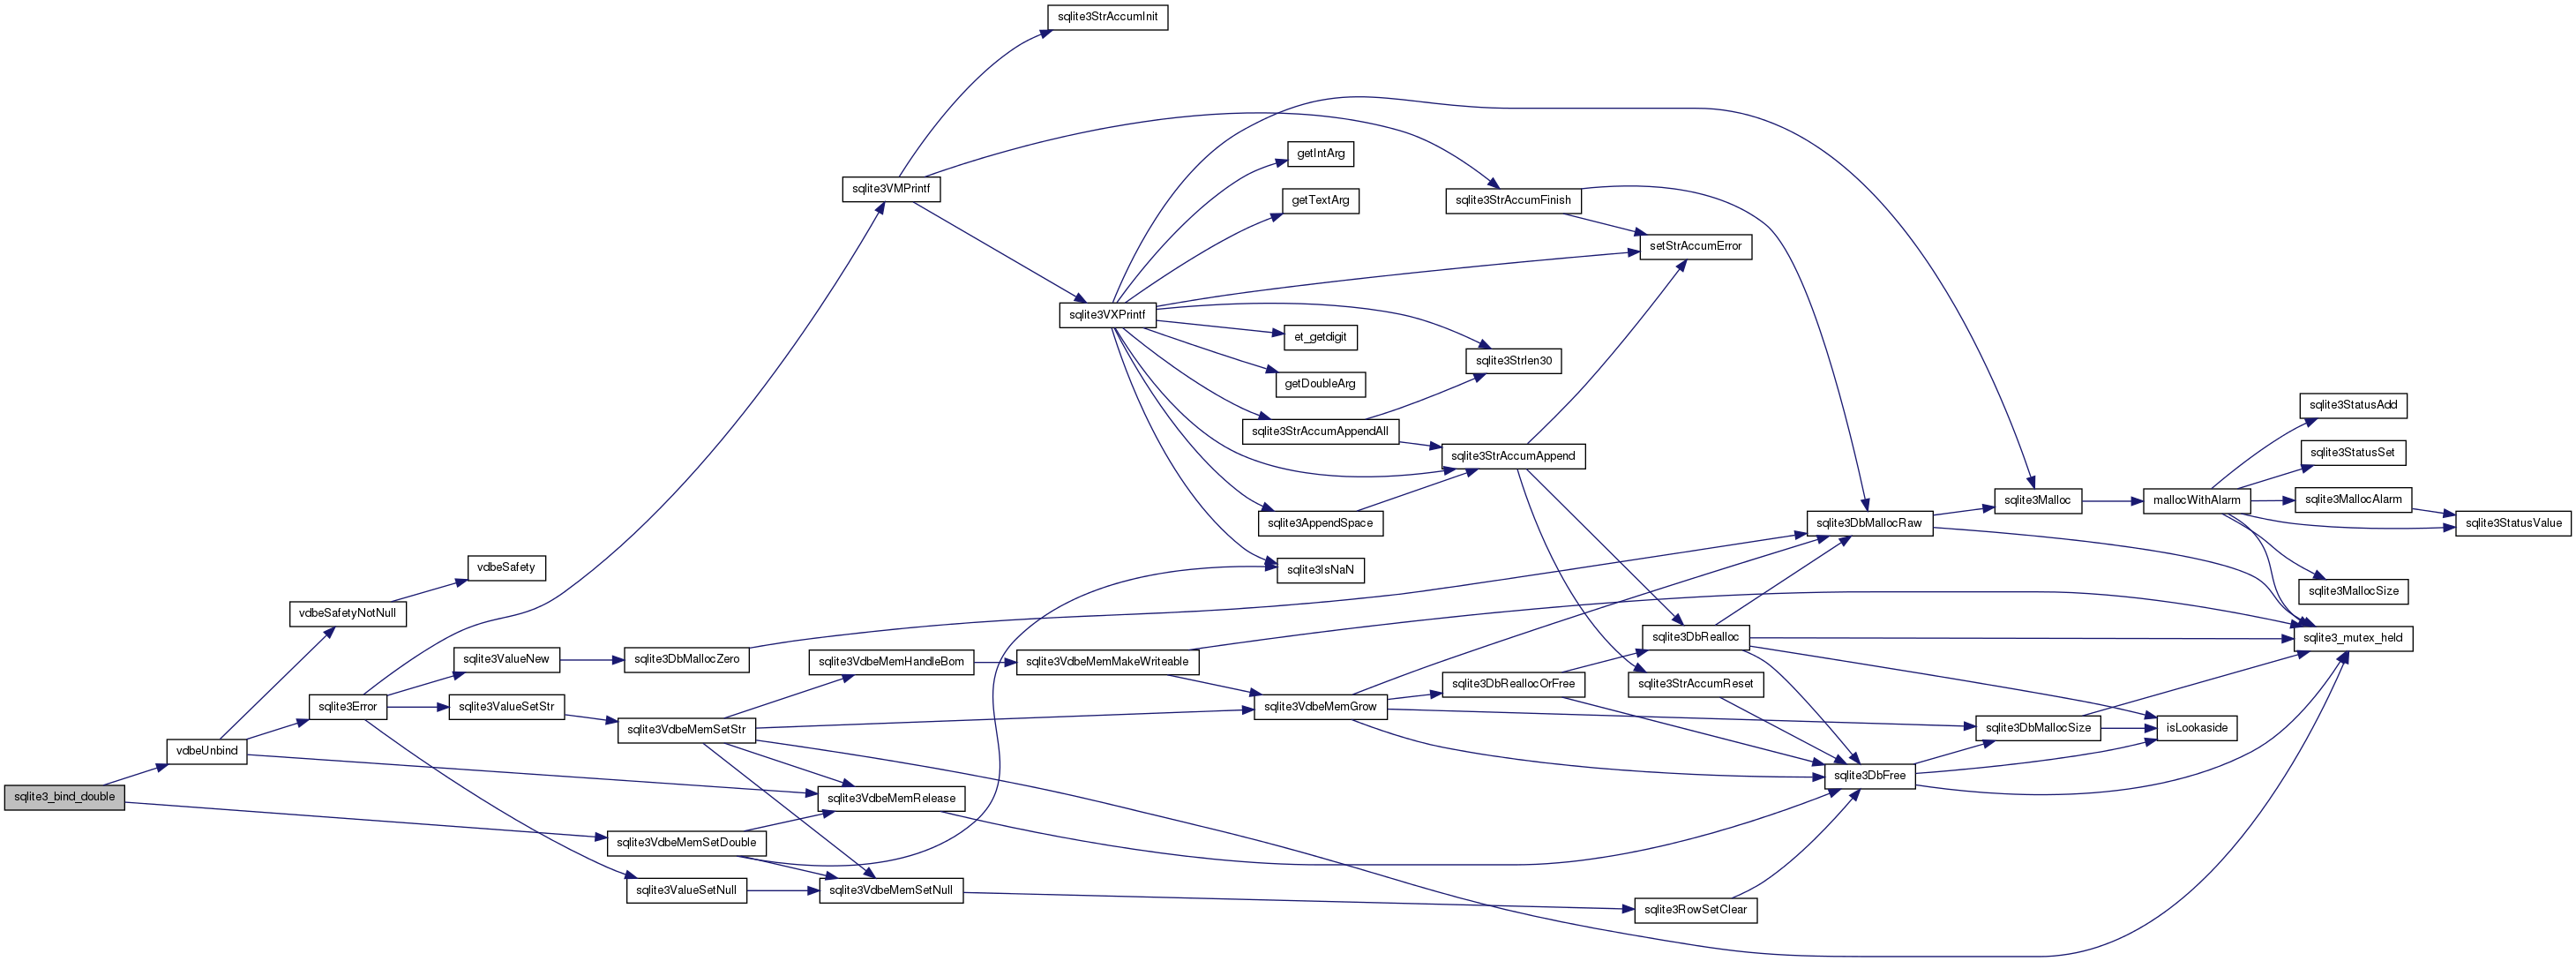 sqlite3StrAccumInit
getIntArg
sqlite3VMPrintf
getTextArg
sqlite3StrAccumFinish
setStrAccumError
sqlite3VXPrintf
et_getdigit
sqlite3Strlen30
getDoubleArg
sqlite3StatusAdd
sqlite3StrAccumAppendAll
sqlite3StrAccumAppend
sqlite3StatusSet
sqlite3Malloc
mallocWithAlarm
sqlite3MallocAlarm
sqlite3AppendSpace
sqlite3DbMallocRaw
sqlite3StatusValue
vdbeSafety
sqlite3IsNaN
sqlite3MallocSize
vdbeSafetyNotNull
sqlite3DbRealloc
sqlite3_mutex_held
sqlite3ValueNew
sqlite3DbMallocZero
sqlite3VdbeMemHandleBom
sqlite3VdbeMemMakeWriteable
sqlite3DbReallocOrFree
sqlite3StrAccumReset
sqlite3Error
sqlite3ValueSetStr
sqlite3VdbeMemGrow
sqlite3VdbeMemSetStr
sqlite3DbMallocSize
isLookaside
vdbeUnbind
sqlite3DbFree
sqlite3_bind_double
sqlite3VdbeMemRelease
sqlite3VdbeMemSetDouble
sqlite3ValueSetNull
sqlite3VdbeMemSetNull
sqlite3RowSetClear